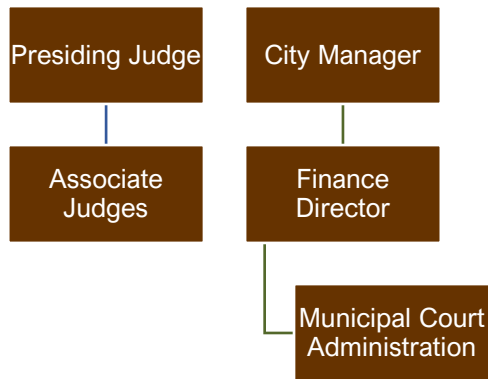 Presiding Judge
City Manager
Associate
Judges
Finance
Director
Municipal Court
Administration